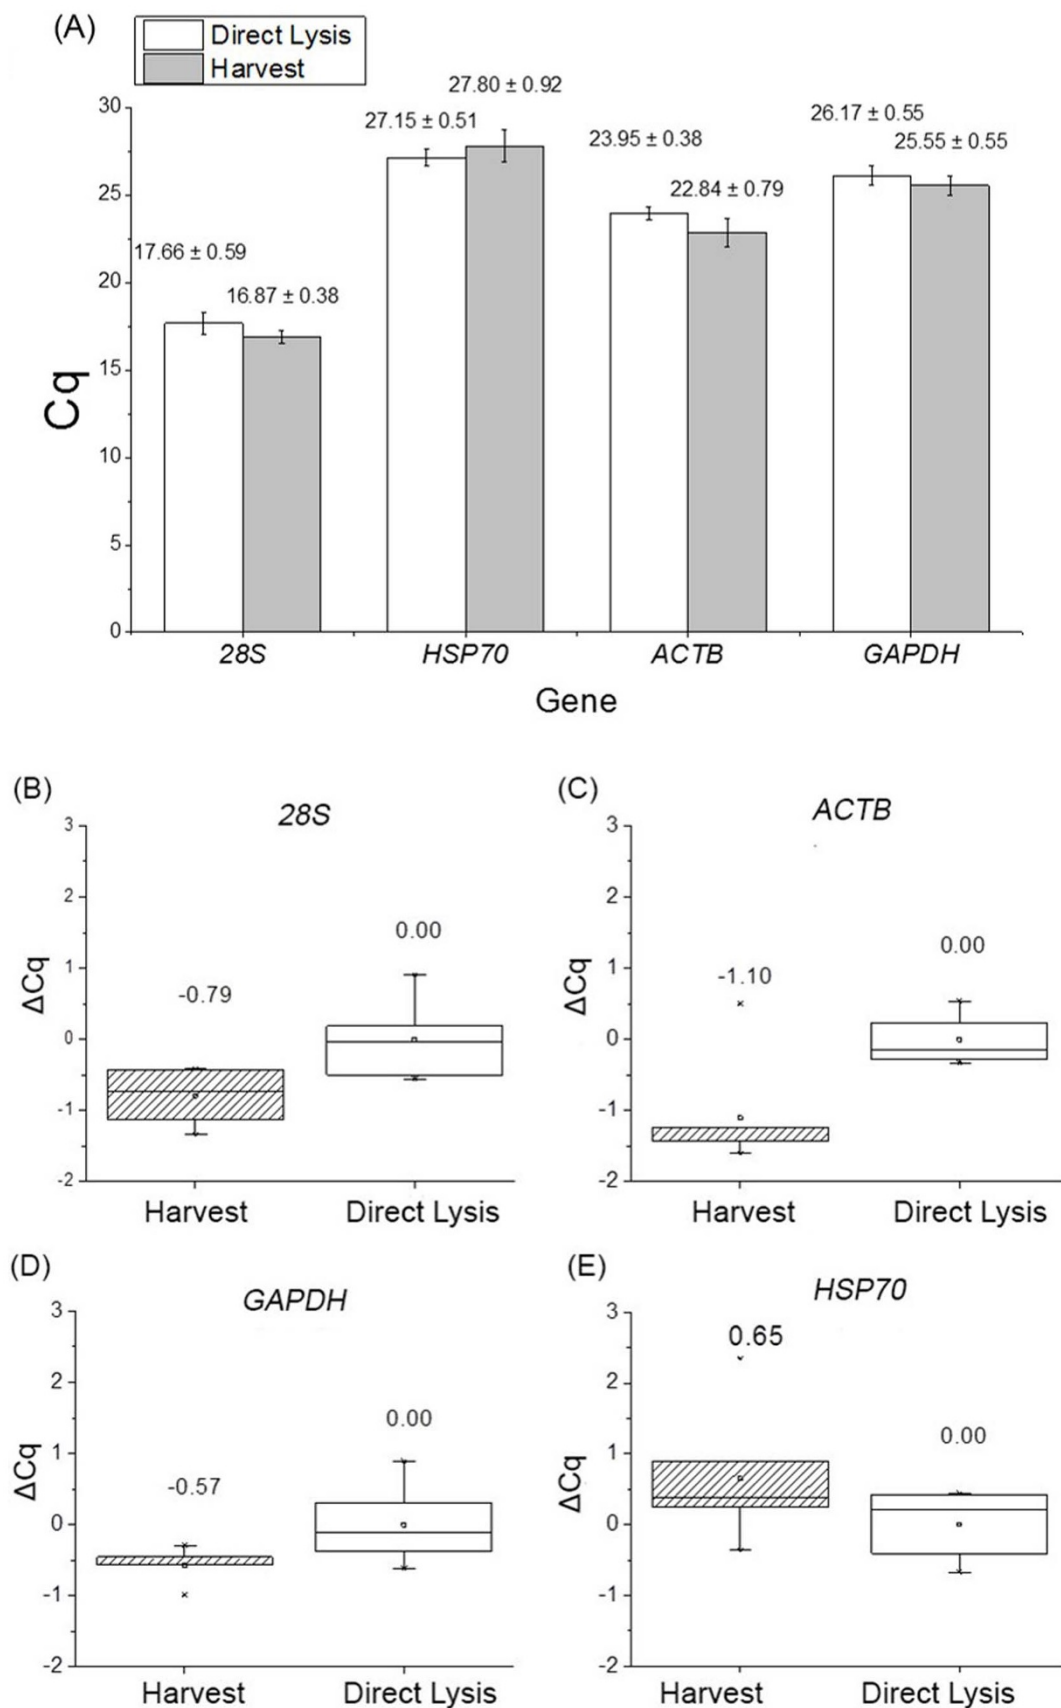 (A)
Direct Lysis
Harvest
27.80 ± 0.92
27.15 ± 0.51
26.17 ± 0.55
23.95 ± 0.38
25.55 ± 0.55
22.84 ± 0.79
17.66 ± 0.59
16.87 ± 0.38
30
25
20
15
10
5
0
Cq
28S HSP70 ACTB GAPDH
Gene
(B)
28S
3
2
1
0
-1
-2
ΔCq
-0.79
0.00
Harvest Direct Lysis
(C)
ACTB
3
2
1
0
-1
-2
ΔCq
-1.10
0.00
Harvest Direct Lysis
(D)
GAPDH
3
2
1
0
-1
-2
ΔCq
-0.57
0.00
Harvest Direct Lysis
(E)
HSP70
3
2
1
0
-1
-2
ΔCq
0.65
0.00
Harvest Direct Lysis